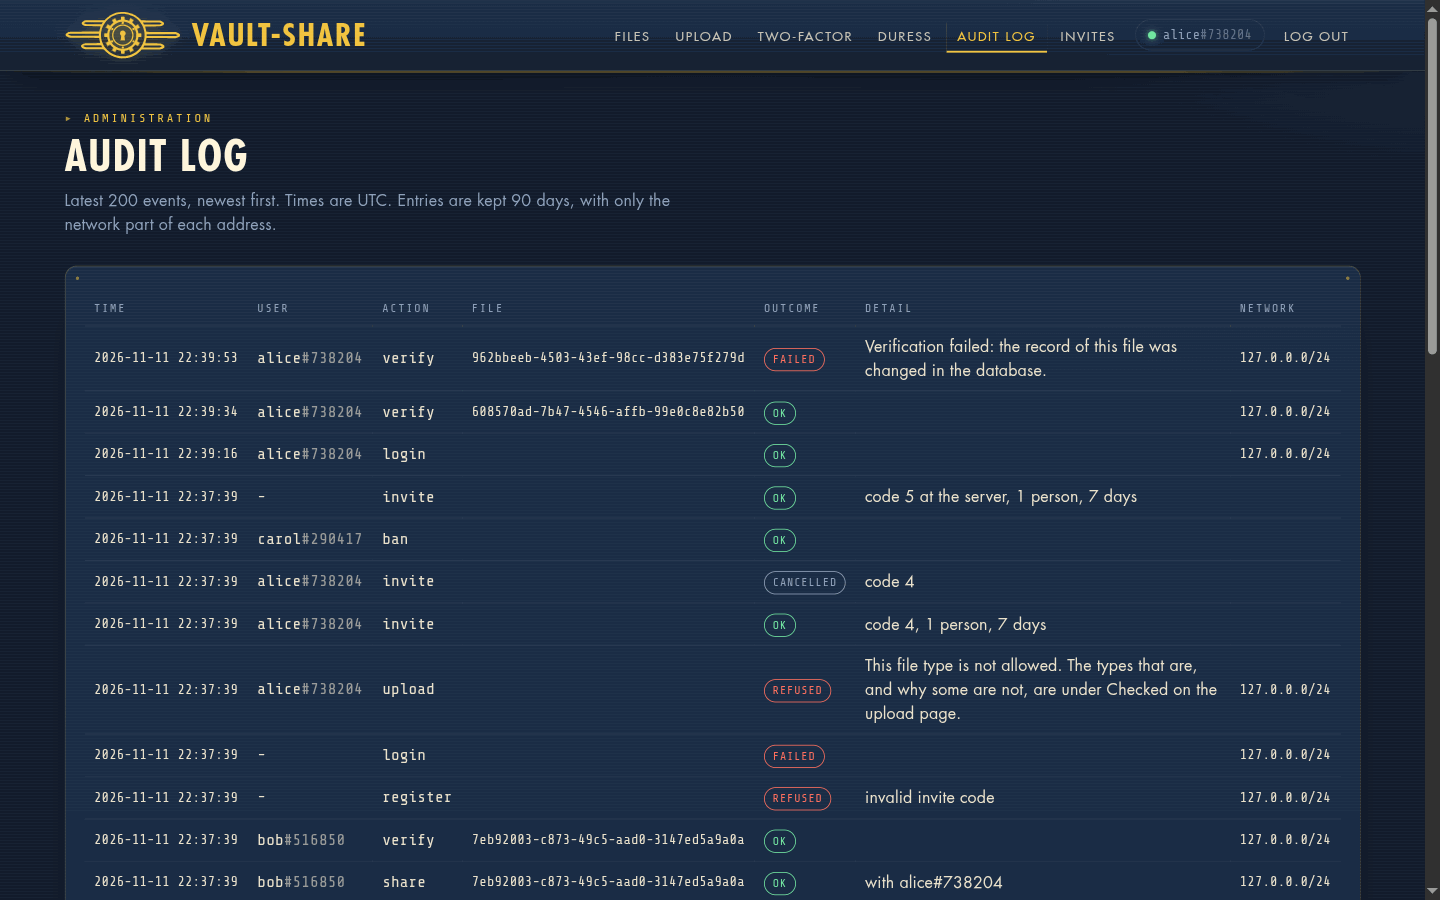 VAULT-SHARE
FILES UPLOAD TWO-FACTOR DURESS AUDIT LOG INVITES alice#738204 LOG OUT
▸ ADMINISTRATION
AUDIT LOG
Latest 200 events, newest first. Times are UTC. Entries are kept 90 days, with only the
network part of each address.
TIME USER ACTION FILE OUTCOME DETAIL NETWORK
2026-11-11 22:39:53 alice#738204 verify 962bbeeb-4503-43ef-98cc-d383e75f279d FAILED Verification failed: the record of this file was
changed in the database. 127.0.0.0/24
2026-11-11 22:39:34 alice#738204 verify 608570ad-7b47-4546-affb-99e0c8e82b50 OK 127.0.0.0/24
2026-11-11 22:39:16 alice#738204 login OK 127.0.0.0/24
2026-11-11 22:37:39 - invite OK code 5 at the server, 1 person, 7 days
2026-11-11 22:37:39 carol#290417 ban OK
2026-11-11 22:37:39 alice#738204 invite CANCELLED code 4
2026-11-11 22:37:39 alice#738204 invite OK code 4, 1 person, 7 days
2026-11-11 22:37:39 alice#738204 upload REFUSED This file type is not allowed. The types that are,
and why some are not, are under Checked on the
upload page. 127.0.0.0/24
2026-11-11 22:37:39 - login FAILED 127.0.0.0/24
2026-11-11 22:37:39 - register REFUSED invalid invite code 127.0.0.0/24
2026-11-11 22:37:39 bob#516850 verify 7eb92003-c873-49c5-aad0-3147ed5a9a0a OK 127.0.0.0/24
2026-11-11 22:37:39 bob#516850 share 7eb92003-c873-49c5-aad0-3147ed5a9a0a OK with alice#738204 127.0.0.0/24